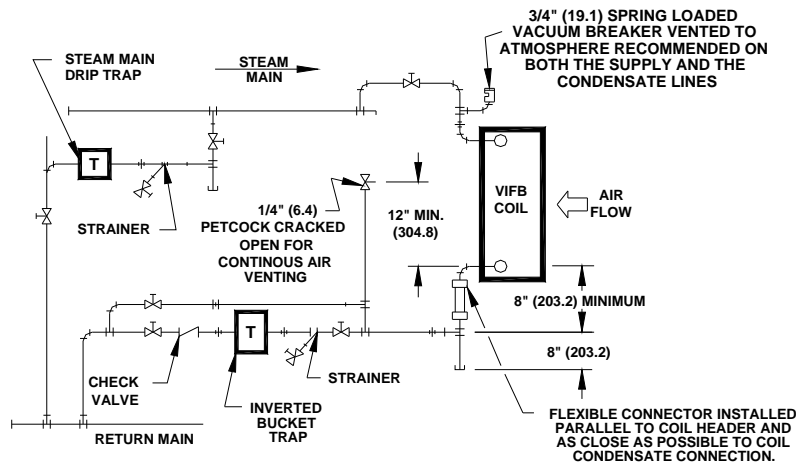 3/4" (19.1) SPRING LOADED
VACUUM BREAKER VENTED TO
ATMOSPHERE RECOMMENDED ON
BOTH THE SUPPLY AND THE
CONDENSATE LINES
STEAM MAIN
DRIP TRAP
STEAM
MAIN
T
STRAINER
1/4" (6.4)
PETCOCK CRACKED
OPEN FOR
CONTINOUS AIR
VENTING
12" MIN.
(304.8)
VIFB
COIL
AIR
FLOW
8" (203.2) MINIMUM
8" (203.2)
T
CHECK
VALVE
STRAINER
INVERTED
BUCKET
TRAP
RETURN MAIN
FLEXIBLE CONNECTOR INSTALLED
PARALLEL TO COIL HEADER AND
AS CLOSE AS POSSIBLE TO COIL
CONDENSATE CONNECTION.